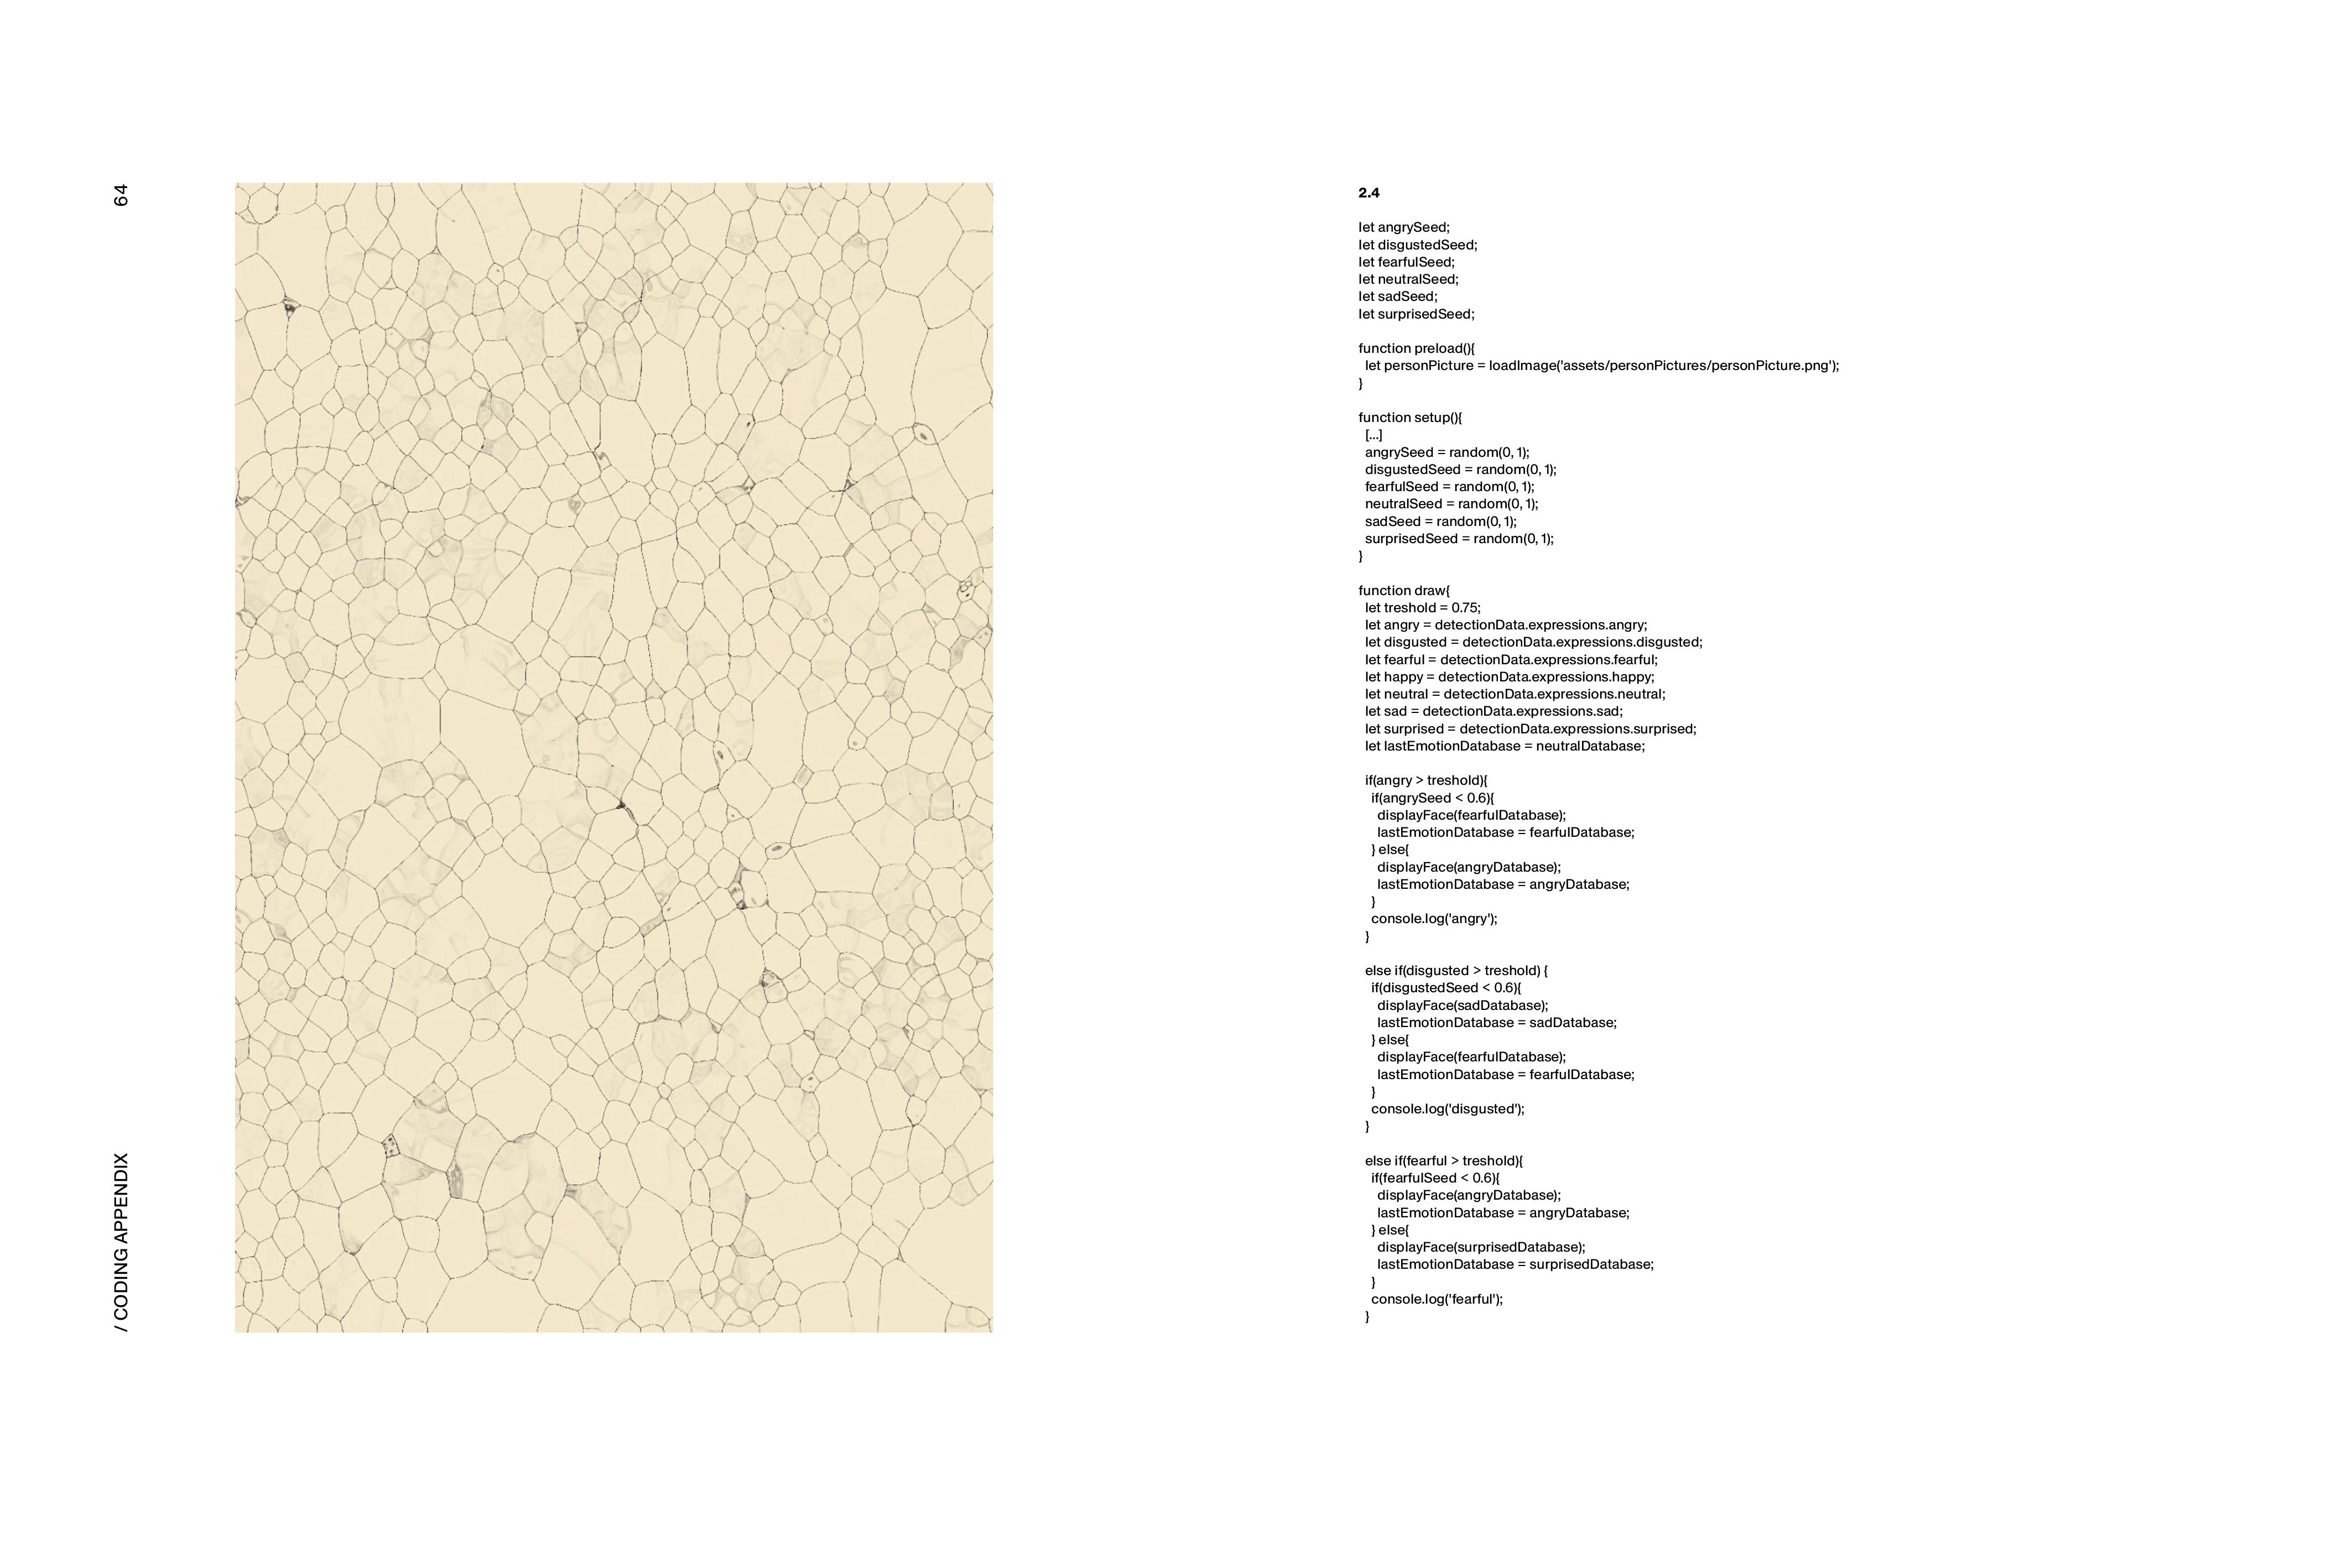 64
/ CODING APPENDIX
2.4
let angrySeed;
let disgustedSeed;
let fearfulSeed;
let neutralSeed;
let sadSeed;
let surprisedSeed;
function preload(){
let personPicture = loadImage('assets/personPictures/personPicture.png');
}
function setup(){
[...]
angrySeed = random(0, 1);
disgustedSeed = random(0, 1);
fearfulSeed = random(0, 1);
neutralSeed = random(0, 1);
sadSeed = random(0, 1);
surprisedSeed = random(0, 1);
}
function draw{
let treshold = 0.75;
let angry = detectionData.expressions.angry;
let disgusted = detectionData.expressions.disgusted;
let fearful = detectionData.expressions.fearful;
let happy = detectionData.expressions.happy;
let neutral = detectionData.expressions.neutral;
let sad = detectionData.expressions.sad;
let surprised = detectionData.expressions.surprised;
let lastEmotionDatabase = neutralDatabase;
if(angry > treshold){
if(angrySeed < 0.6){
displayFace(fearfulDatabase);
lastEmotionDatabase = fearfulDatabase;
} else{
displayFace(angryDatabase);
lastEmotionDatabase = angryDatabase;
}
console.log('angry');
}
else if(disgusted > treshold) {
if(disgustedSeed < 0.6){
displayFace(sadDatabase);
lastEmotionDatabase = sadDatabase;
} else{
displayFace(fearfulDatabase);
lastEmotionDatabase = fearfulDatabase;
}
console.log('disgusted');
}
else if(fearful > treshold){
if(fearfulSeed < 0.6){
displayFace(angryDatabase);
lastEmotionDatabase = angryDatabase;
} else{
displayFace(surprisedDatabase);
lastEmotionDatabase = surprisedDatabase;
}
console.log('fearful');
}